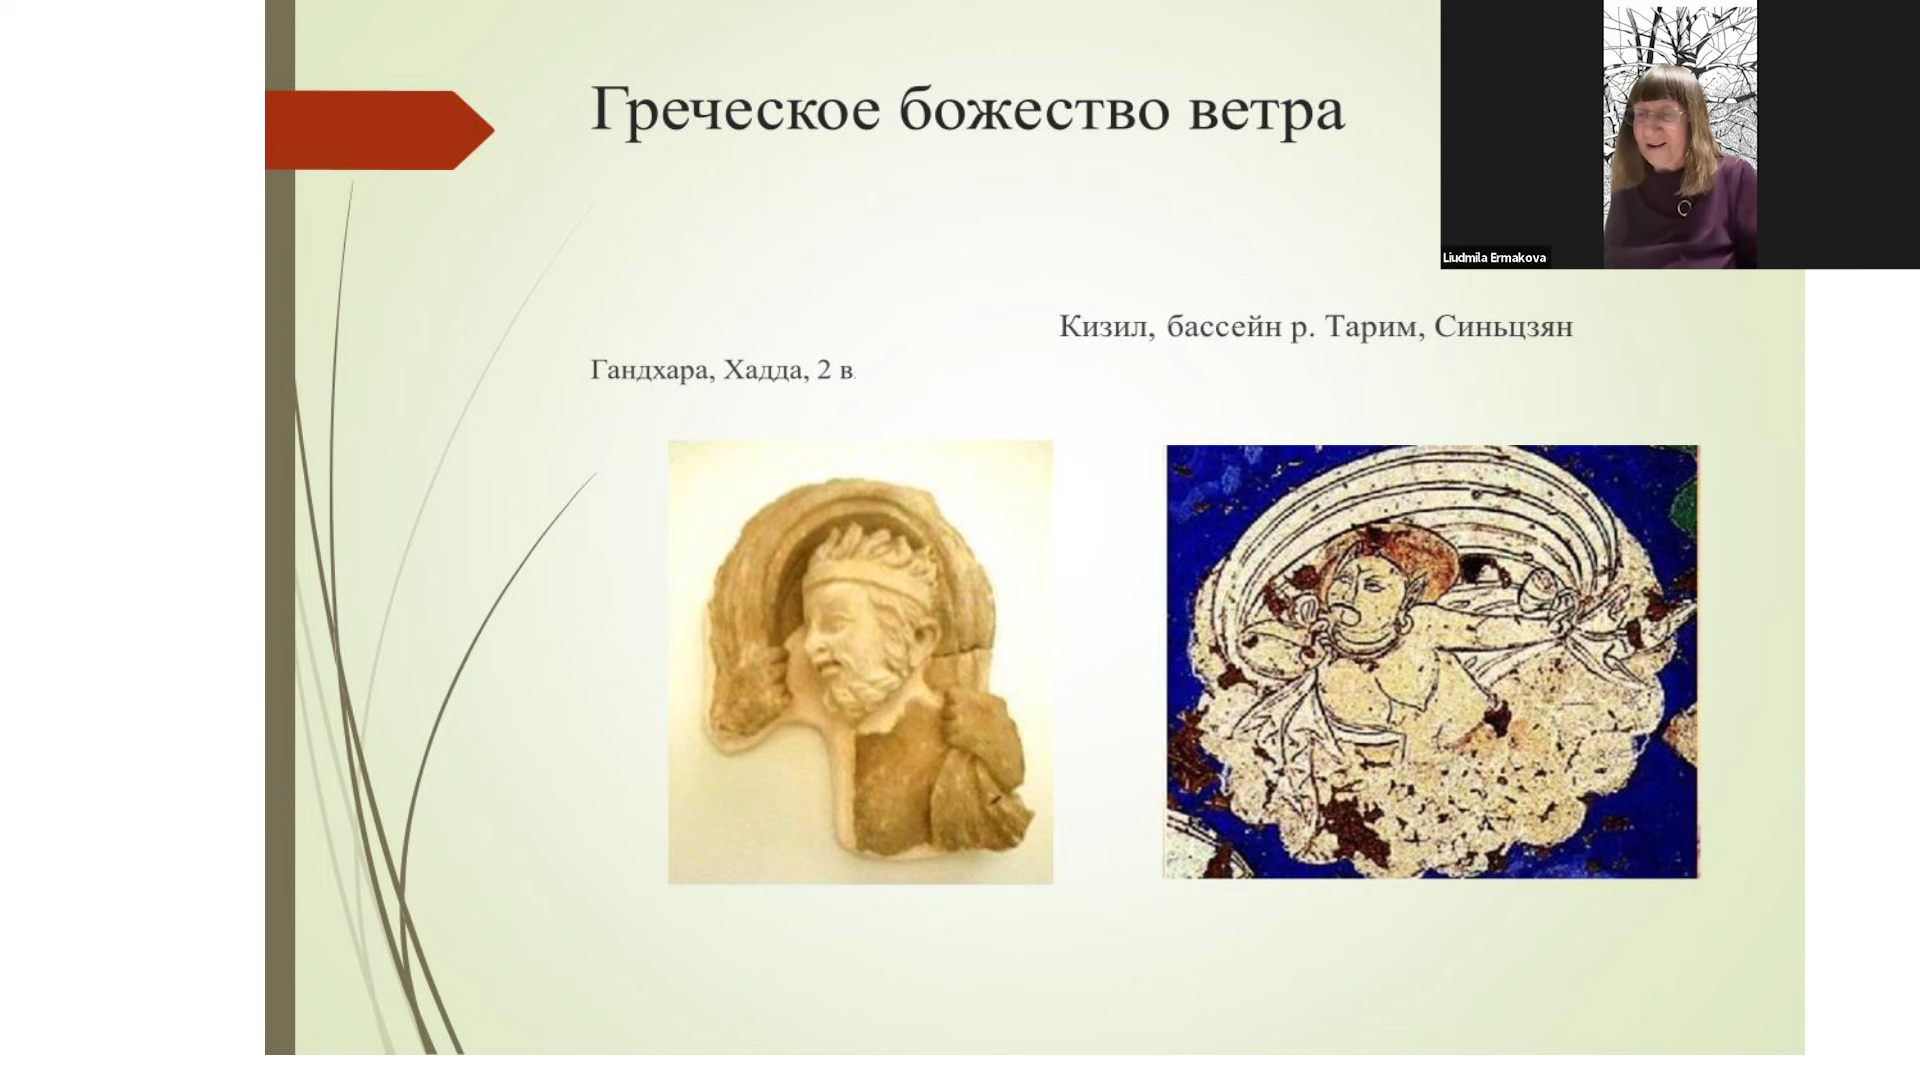 Греческое божество ветра
Liudmila Ermakova
Кизил, бассейн р. Тарим, Синьцзян
Гандхара, Хадда, 2 в.